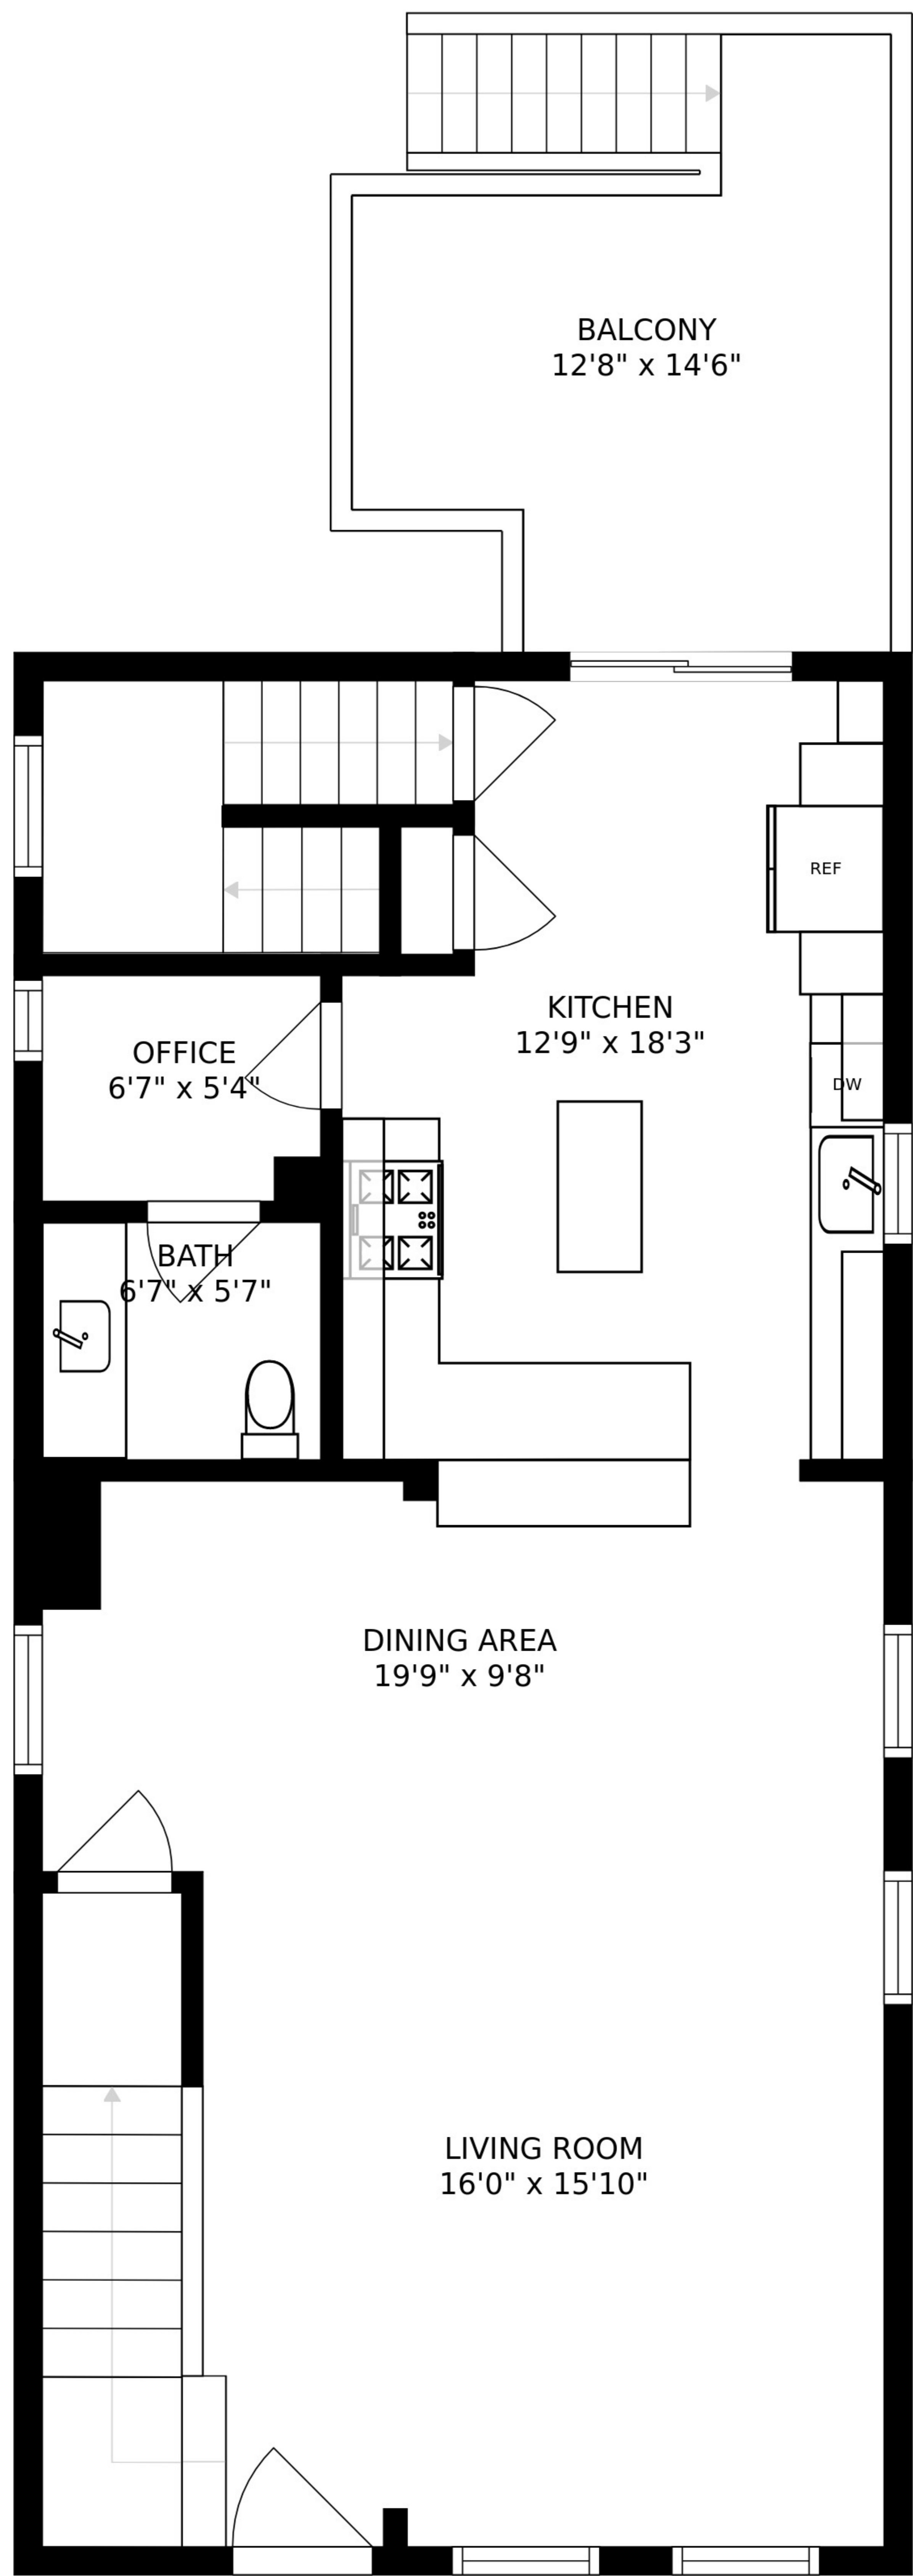 BALCONY
12'8" x 14'6"
REF
KITCHEN
12'9" x 18'3"
OFFICE
6'7" x 5'4"
DW
BATH
6'7" x 5'7"
DINING AREA
19'9" x 9'8"
LIVING ROOM
16'0" x 15'10"